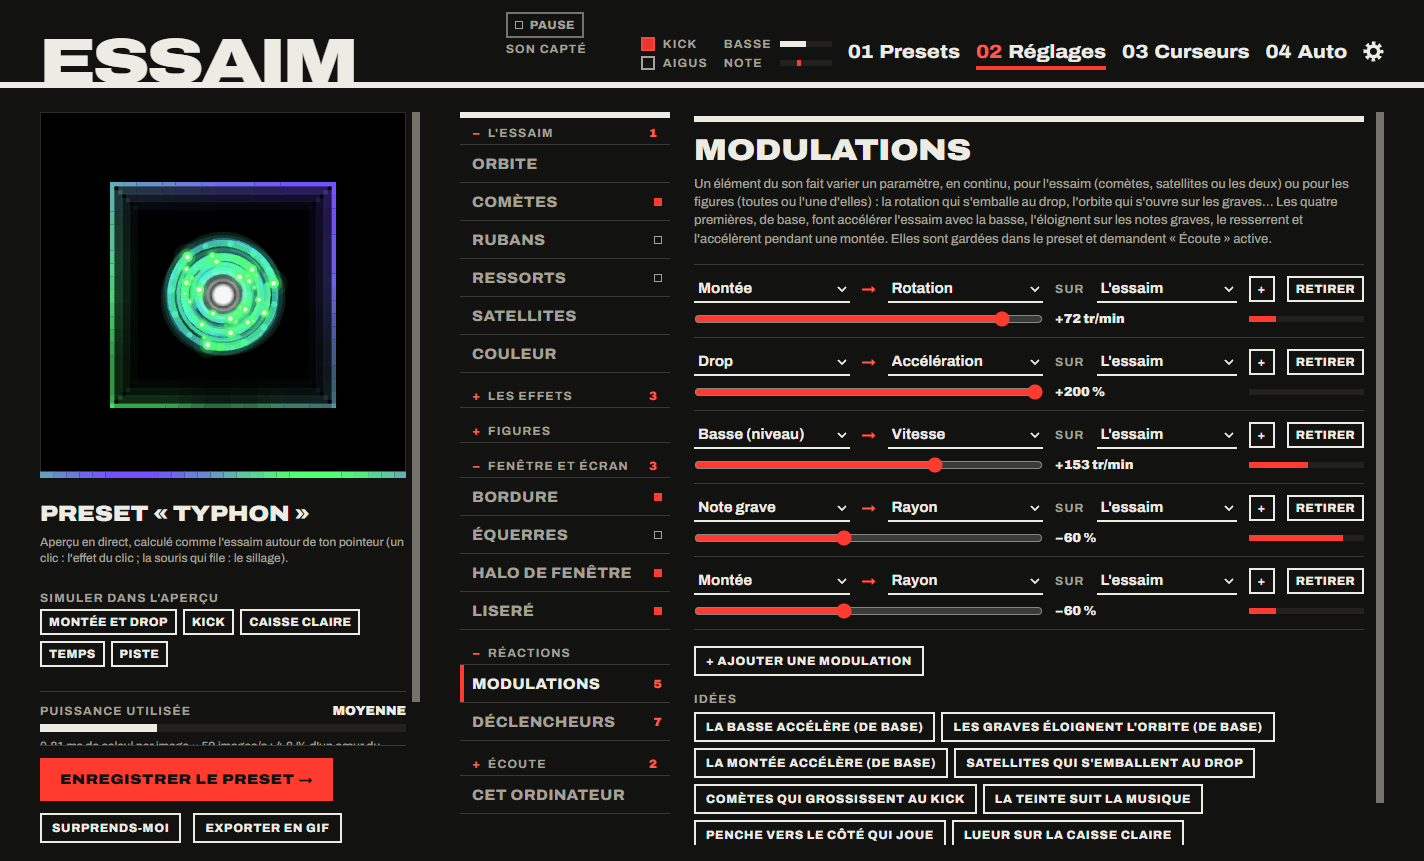 ESSAIM
PAUSE
SON CAPTÉ
KICK
AIGUS
BASSE
NOTE
01 Presets
02 Réglages
03 Curseurs
04 Auto
PRESET « TYPHON »
Aperçu en direct, calculé comme l'essaim autour de ton pointeur (un
clic : l'effet du clic ; la souris qui file : le sillage).
SIMULER DANS L'APERÇU
MONTÉE ET DROP
KICK
CAISSE CLAIRE
TEMPS
PISTE
PUISSANCE UTILISÉE
MOYENNE
ENREGISTRER LE PRESET →
SURPRENDS-MOI
EXPORTER EN GIF
– L'ESSAIM 1
ORBITE
COMÈTES
RUBANS
RESSORTS
SATELLITES
COULEUR
+ LES EFFETS 3
+ FIGURES
– FENÊTRE ET ÉCRAN 3
BORDURE
ÉQUERRES
HALO DE FENÊTRE
LISERÉ
– RÉACTIONS
MODULATIONS 5
DÉCLENCHEURS 7
+ ÉCOUTE 2
CET ORDINATEUR
MODULATIONS
Un élément du son fait varier un paramètre, en continu, pour l'essaim (comètes, satellites ou les deux) ou pour les
figures (toutes ou l'une d'elles) : la rotation qui s'emballe au drop, l'orbite qui s'ouvre sur les graves… Les quatre
premières, de base, font accélérer l'essaim avec la basse, l'éloignent sur les notes graves, le resserrent et
l'accélèrent pendant une montée. Elles sont gardées dans le preset et demandent « Écoute » active.
Montée → Rotation SUR L'essaim + RETIRER
+72 tr/min
Drop → Accélération SUR L'essaim + RETIRER
+200 %
Basse (niveau) → Vitesse SUR L'essaim + RETIRER
+153 tr/min
Note grave → Rayon SUR L'essaim + RETIRER
−60 %
Montée → Rayon SUR L'essaim + RETIRER
−60 %
+ AJOUTER UNE MODULATION
IDÉES
LA BASSE ACCÉLÈRE (DE BASE)
LES GRAVES ÉLOIGNENT L'ORBITE (DE BASE)
LA MONTÉE ACCÉLÈRE (DE BASE)
SATELLITES QUI S'EMBALLENT AU DROP
COMÈTES QUI GROSSISSENT AU KICK
LA TEINTE SUIT LA MUSIQUE
PENCHE VERS LE CÔTÉ QUI JOUE
LUEUR SUR LA CAISSE CLAIRE